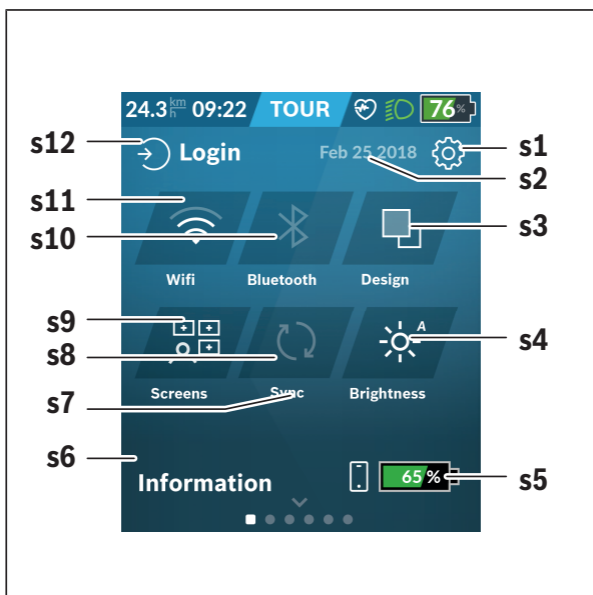 24.3 km/h 09:22 TOUR 76%
s12 Login Feb 25 2018 s1
s2
s11
s10 s3
Wifi Bluetooth Design
s9
s8 A s4
s7 Screens Sync Brightness
s6
Information 65% s5